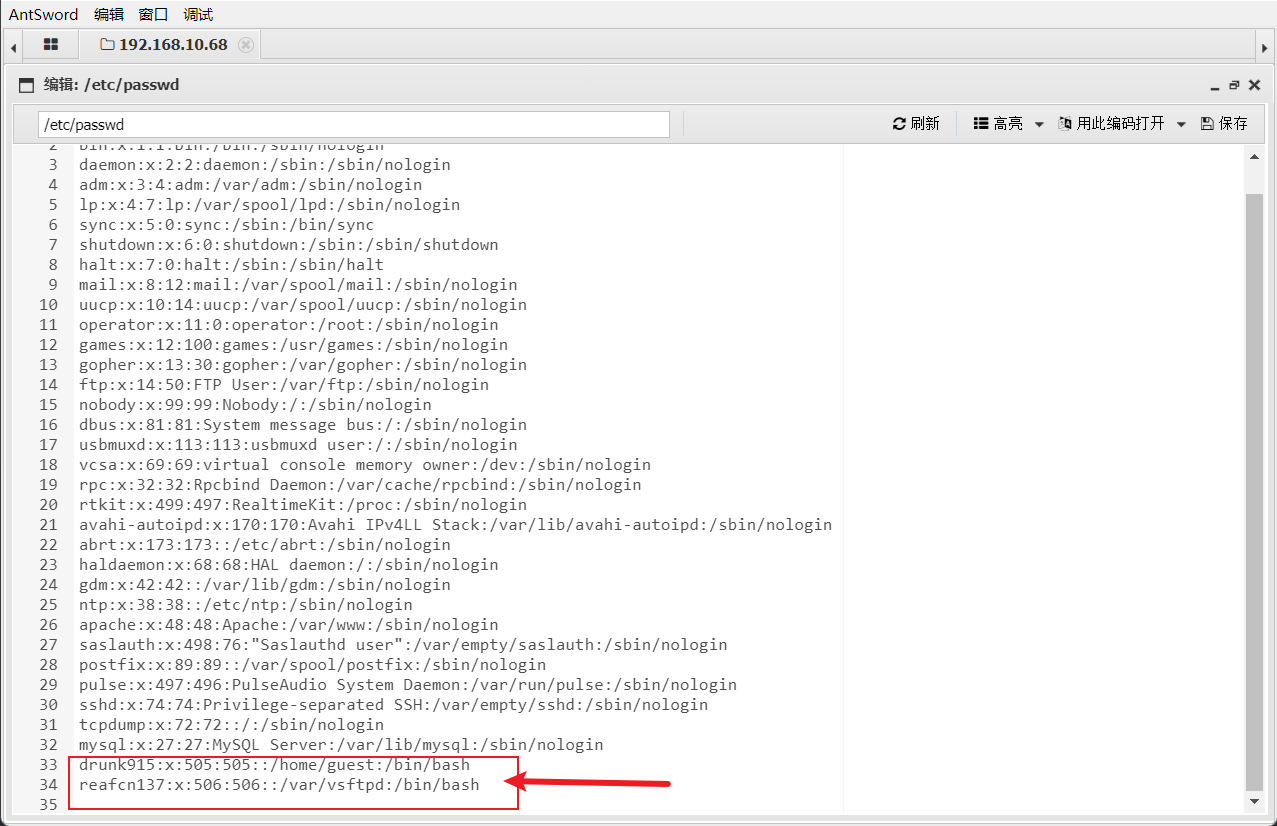 AntSword 编辑 窗口 调试
192.168.10.68
编辑: /etc/passwd
/etc/passwd 刷新 高亮 用此编码打开 保存
2 bin:x:1:1:bin:/bin:/sbin/nologin
3 daemon:x:2:2:daemon:/sbin:/sbin/nologin
4 adm:x:3:4:adm:/var/adm:/sbin/nologin
5 lp:x:4:7:lp:/var/spool/lpd:/sbin/nologin
6 sync:x:5:0:sync:/sbin:/bin/sync
7 shutdown:x:6:0:shutdown:/sbin:/sbin/shutdown
8 halt:x:7:0:halt:/sbin:/sbin/halt
9 mail:x:8:12:mail:/var/spool/mail:/sbin/nologin
10 uucp:x:10:14:uucp:/var/spool/uucp:/sbin/nologin
11 operator:x:11:0:operator:/root:/sbin/nologin
12 games:x:12:100:games:/usr/games:/sbin/nologin
13 gopher:x:13:30:gopher:/var/gopher:/sbin/nologin
14 ftp:x:14:50:FTP User:/var/ftp:/sbin/nologin
15 nobody:x:99:99:Nobody:/:/sbin/nologin
16 dbus:x:81:81:System message bus:/:/sbin/nologin
17 usbmuxd:x:113:113:usbmuxd user:/:/sbin/nologin
18 vcsa:x:69:69:virtual console memory owner:/dev:/sbin/nologin
19 rpc:x:32:32:Rpcbind Daemon:/var/cache/rpcbind:/sbin/nologin
20 rtkit:x:499:497:RealtimeKit:/proc:/sbin/nologin
21 avahi-autoipd:x:170:170:Avahi IPv4LL Stack:/var/lib/avahi-autoipd:/sbin/nologin
22 abrt:x:173:173::/etc/abrt:/sbin/nologin
23 haldaemon:x:68:68:HAL daemon:/:/sbin/nologin
24 gdm:x:42:42::/var/lib/gdm:/sbin/nologin
25 ntp:x:38:38::/etc/ntp:/sbin/nologin
26 apache:x:48:48:Apache:/var/www:/sbin/nologin
27 saslauth:x:498:76:"Saslauthd user":/var/empty/saslauth:/sbin/nologin
28 postfix:x:89:89::/var/spool/postfix:/sbin/nologin
29 pulse:x:497:496:PulseAudio System Daemon:/var/run/pulse:/sbin/nologin
30 sshd:x:74:74:Privilege-separated SSH:/var/empty/sshd:/sbin/nologin
31 tcpdump:x:72:72::/:/sbin/nologin
32 mysql:x:27:27:MySQL Server:/var/lib/mysql:/sbin/nologin
33 drunk915:x:505:505::/home/guest:/bin/bash
34 reafcn137:x:506:506::/var/vsftpd:/bin/bash
35